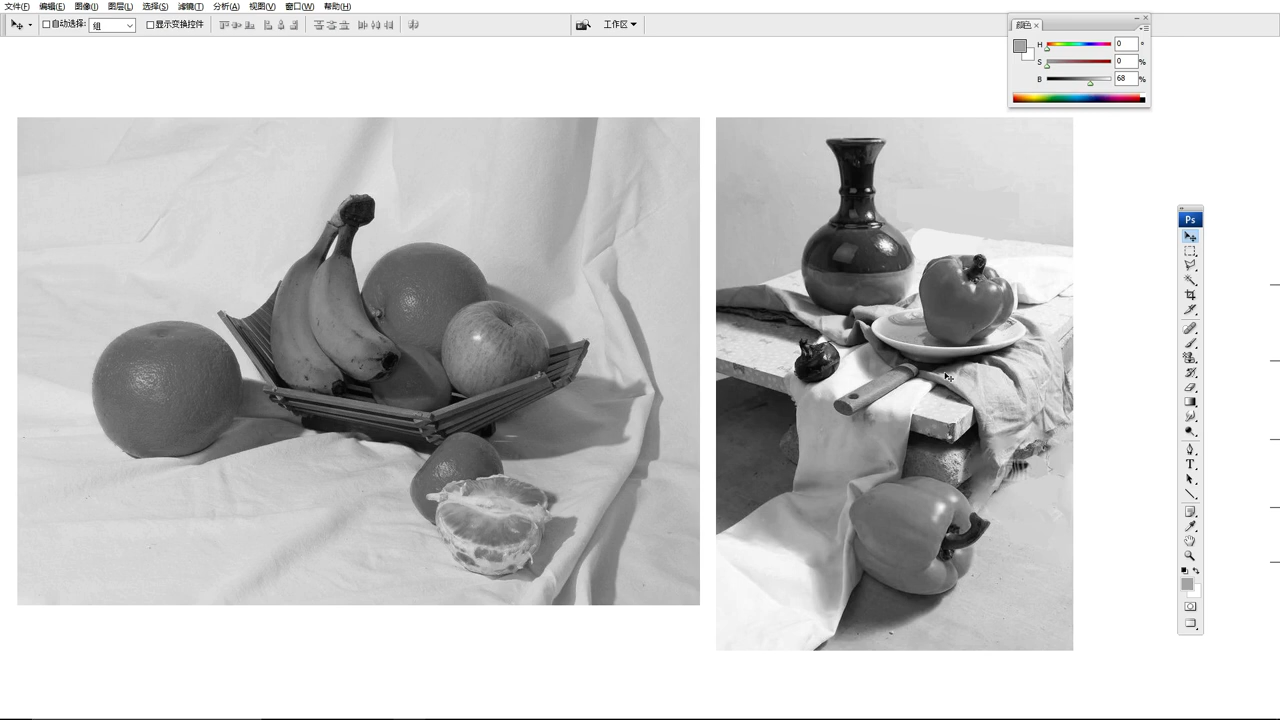 文件(F) 编辑(E) 图像(I) 图层(L) 选择(S) 滤镜(T) 分析(A) 视图(V) 窗口(W) 帮助(H)
自动选择: 组 显示变换控件 工作区
颜色
H 0 °
S 0 %
B 68 %
Ps
T